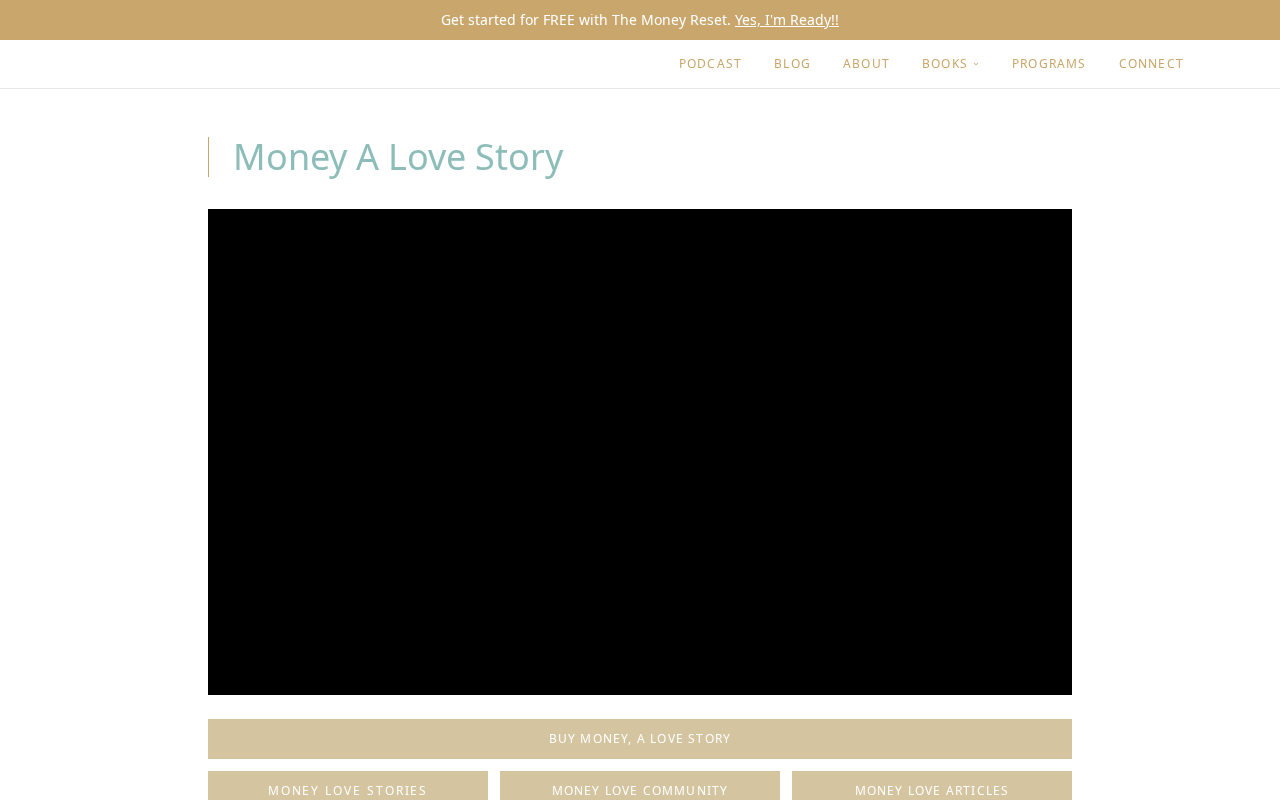 Get started for FREE with The Money Reset. Yes, I'm Ready!!
PODCAST BLOG ABOUT BOOKS PROGRAMS CONNECT
Money A Love Story
BUY MONEY, A LOVE STORY
MONEY LOVE STORIES MONEY LOVE COMMUNITY MONEY LOVE ARTICLES